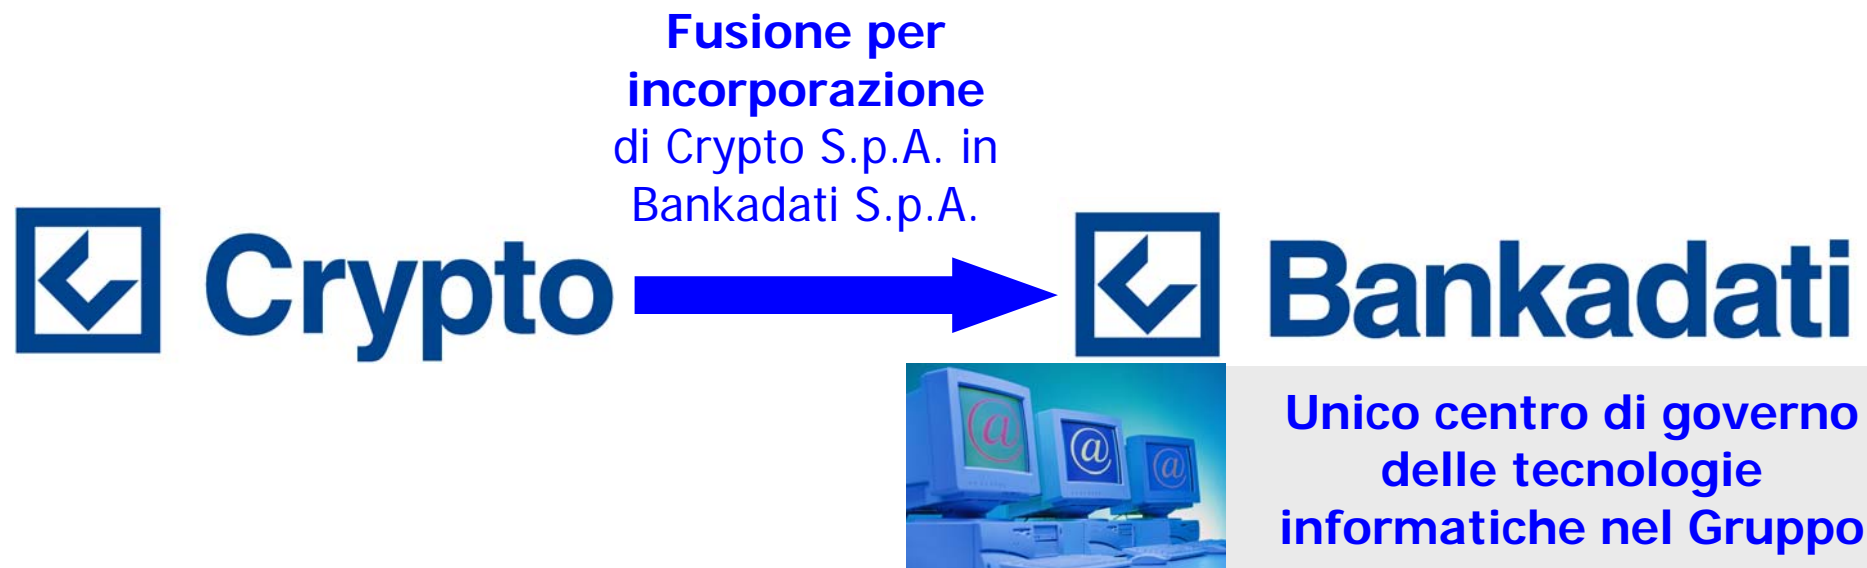 Fusione per
incorporazione
di Crypto S.p.A. in
Bankadati S.p.A.
Crypto
Bankadati
@
@
@
Unico centro di governo
delle tecnologie
informatiche nel Gruppo